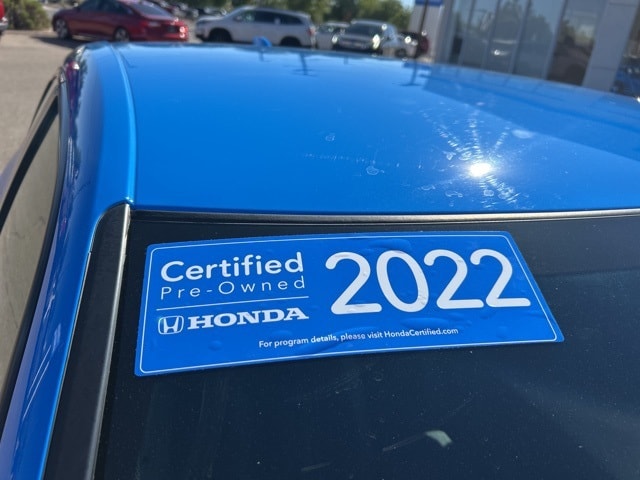 Certified
Pre-Owned
HONDA
2022
For program details, please visit HondaCertified.com